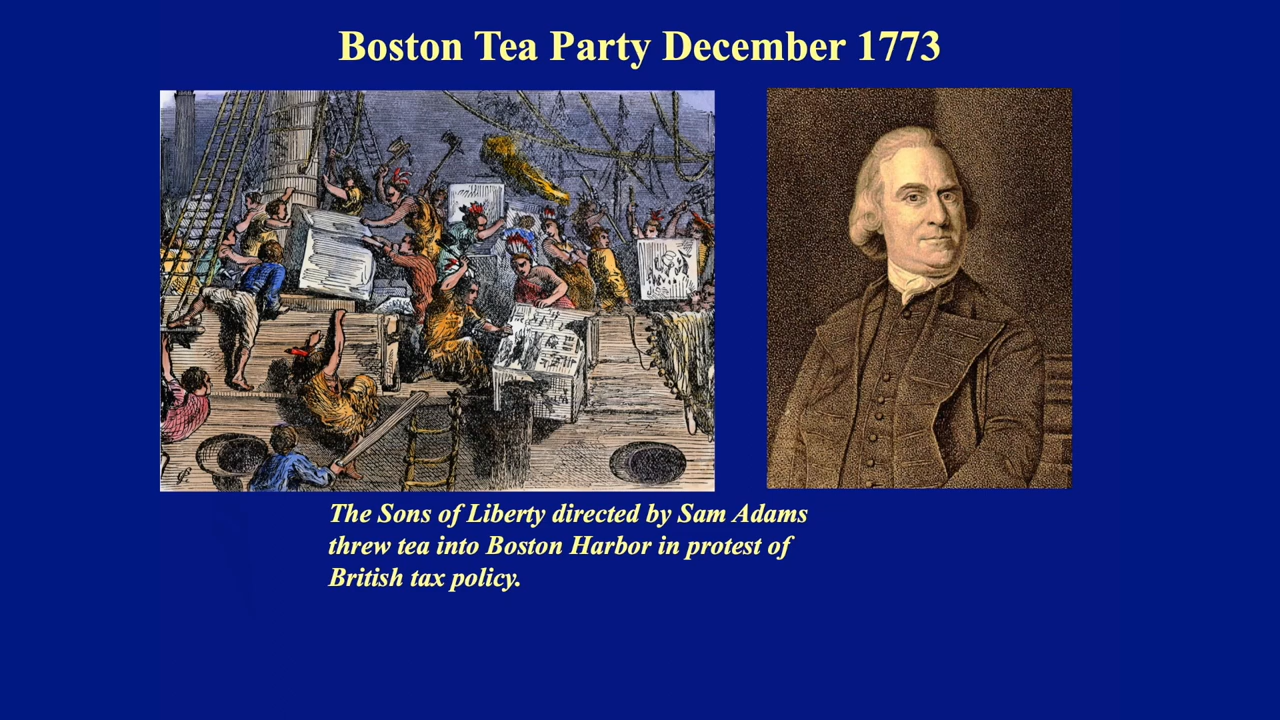 Boston Tea Party December 1773
The Sons of Liberty directed by Sam Adams
threw tea into Boston Harbor in protest of
British tax policy.